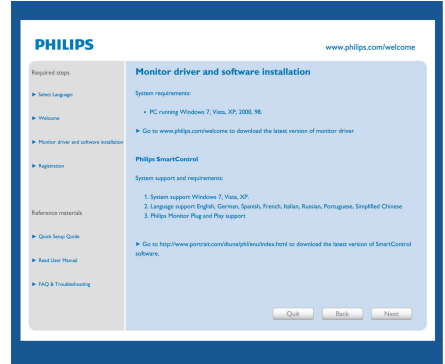 PHILIPS
www.philips.com/welcome
Required steps
► Select Language:
► Welcome
► Monitor driver and software installation
► Registration
Reference materials
► Quick Setup Quide
► Read User Manual
► FAQ & Troubleshooting
Monitor driver and software installation
System requirements:
• PC running Windows 7, Vista, XP, 2000, 98.
► Go to www.philips.com/welcome to download the latest version of monitor driver
Philips SmartControl
System support and requirements:
1. System support Windows 7, Vista, XP.
2. Language support English, German, Spanish, French, Italian, Russian, Portuguese, Simplified Chinese
3. Philips Monitor Plug and Play support
► Go to http://www.portrait.com/dtune/philienu/index.html to download the latest version of SmartControl
software.
Quit
Back
Next